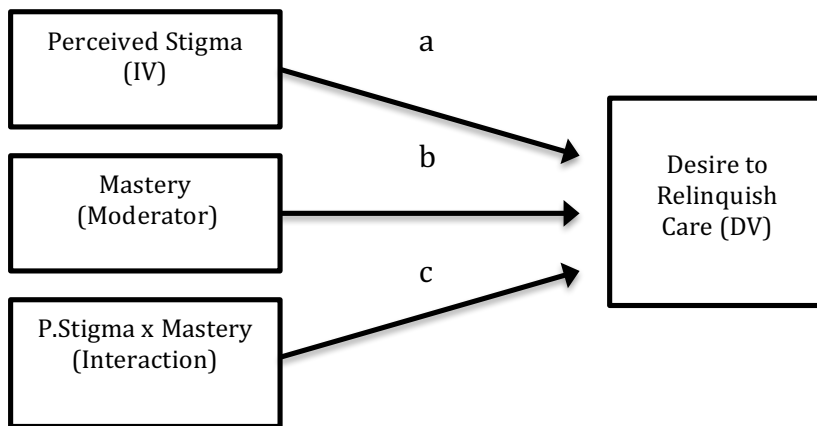 Perceived Stigma
(IV)
a
Mastery
(Moderator)
b
P.Stigma x Mastery
(Interaction)
c
Desire to
Relinquish
Care (DV)